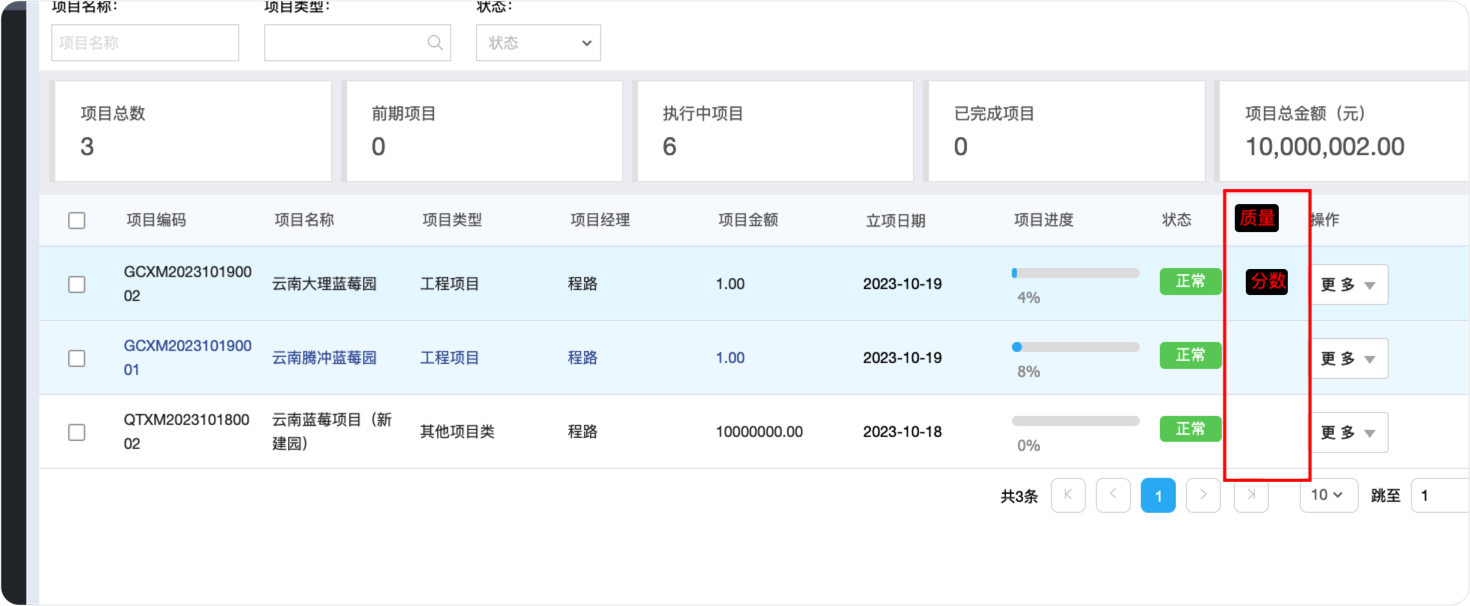 项目名称： 项目类型： 状态：
项目名称 状态
项目总数 前期项目 执行中项目 已完成项目 项目总金额（元）
3 0 6 0 10,000,002.00
项目编码 项目名称 项目类型 项目经理 项目金额 立项日期 项目进度 状态 质量 操作
GCXM2023101900
02 云南大理蓝莓园 工程项目 程路 1.00 2023-10-19 4% 正常 分数 更多
GCXM2023101900
01 云南腾冲蓝莓园 工程项目 程路 1.00 2023-10-19 8% 正常 更多
QTXM2023101800 云南蓝莓项目（新
02 建园） 其他项目类 程路 10000000.00 2023-10-18 0% 正常 更多
共3条 1 10 跳至 1